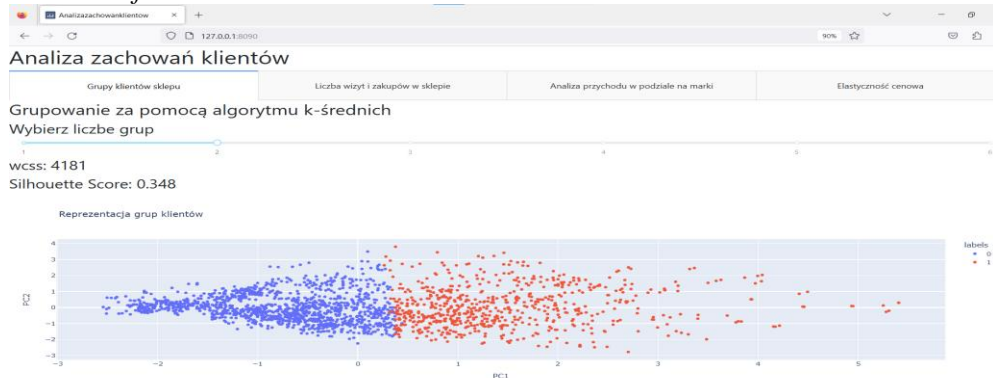 Analizazachowanklientow
127.0.0.1:8090
90%
Analiza zachowań klientów
Grupy klientów sklepu
Liczba wizyt i zakupów w sklepie
Analiza przychodu w podziale na marki
Elastyczność cenowa
Grupowanie za pomocą algorytmu k-średnich
Wybierz liczbe grup
1 2 3 4 5 6
wcss: 4181
Silhouette Score: 0.348
Reprezentacja grup klientów
labels
0
1
4
3
2
1
0
−1
−2
−3
PC2
−3 −2 −1 0 1 2 3 4 5
PC1